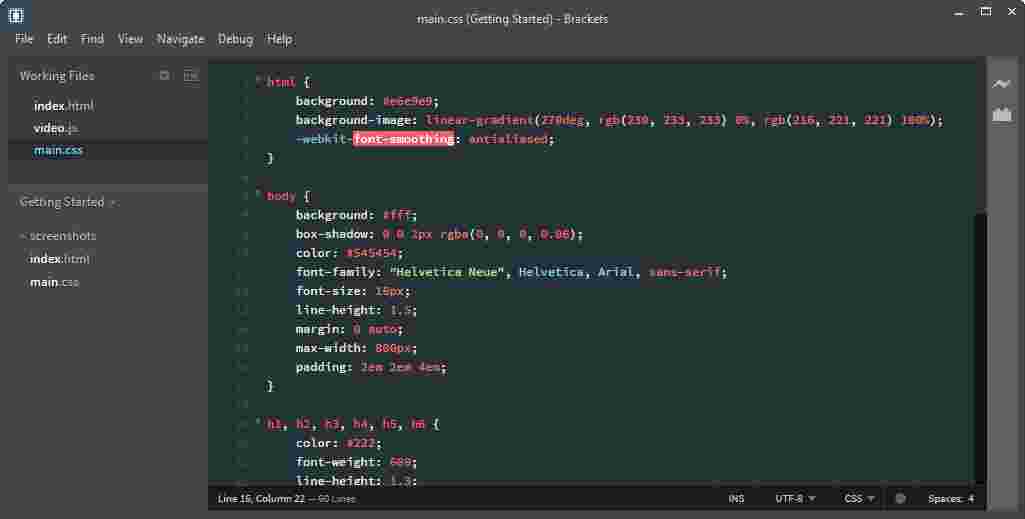 main.css (Getting Started) - Brackets
File Edit Find View Navigate Debug Help
Working Files
index.html
video.js
main.css
Getting Started
screenshots
index.html
main.css
html {
background: #e6e9e9;
background-image: linear-gradient(270deg, rgb(230, 233, 233) 0%, rgb(216, 221, 221) 100%);
-webkit-font-smoothing: antialiased;
}
body {
background: #fff;
box-shadow: 0 0 2px rgba(0, 0, 0, 0.06);
color: #545454;
font-family: "Helvetica Neue", Helvetica, Arial, sans-serif;
font-size: 16px;
line-height: 1.5;
margin: 0 auto;
max-width: 800px;
padding: 2em 2em 4em;
}
h1, h2, h3, h4, h5, h6 {
color: #222;
font-weight: 600;
line-height: 1.3;
Line 16, Column 22 — 60 Lines INS UTF-8 CSS Spaces: 4